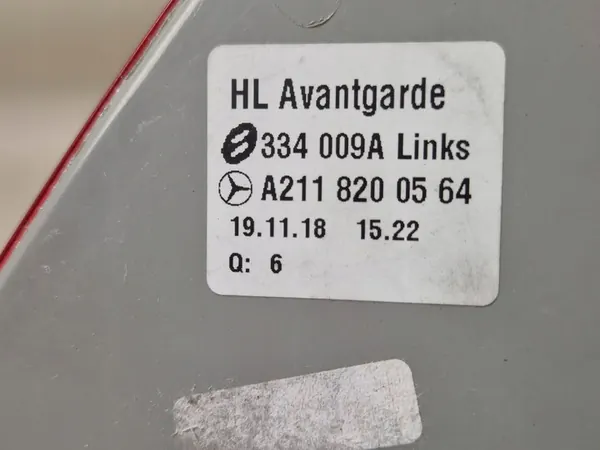 HL Avantgarde
334 009A Links
A211 820 05 64
19.11.18 15.22
Q: 6